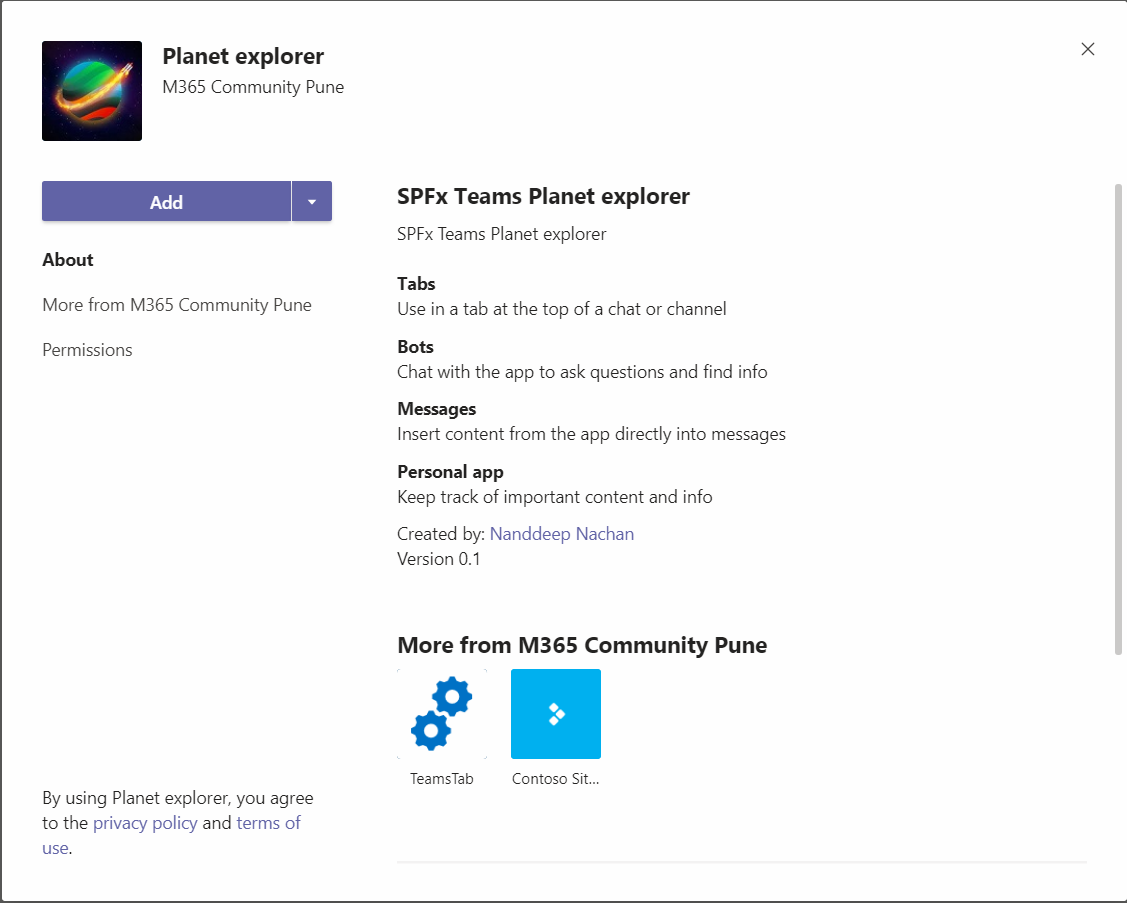 Planet explorer
M365 Community Pune
Add
About
More from M365 Community Pune
Permissions
By using Planet explorer, you agree
to the privacy policy and terms of
use.
SPFx Teams Planet explorer
SPFx Teams Planet explorer
Tabs
Use in a tab at the top of a chat or channel
Bots
Chat with the app to ask questions and find info
Messages
Insert content from the app directly into messages
Personal app
Keep track of important content and info
Created by: Nanddeep Nachan
Version 0.1
More from M365 Community Pune
TeamsTab
Contoso Sit...